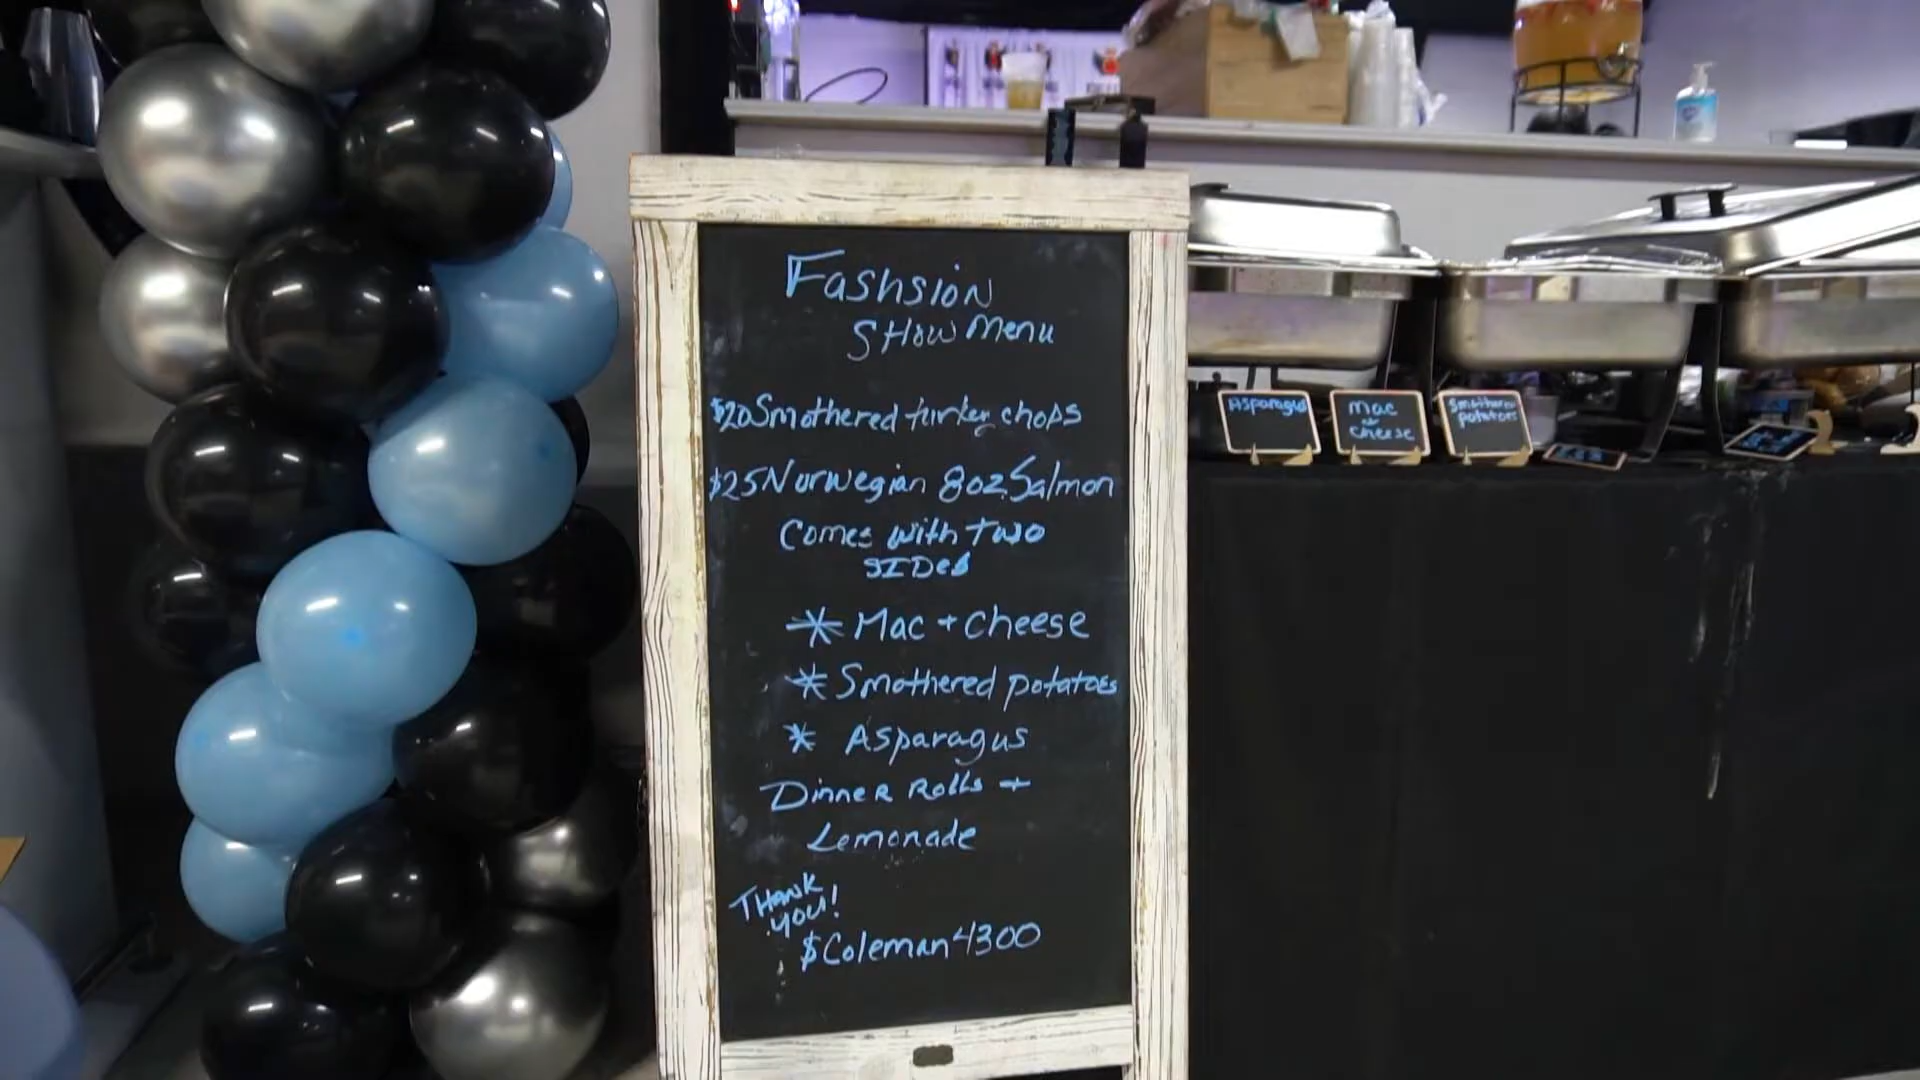 Fashsion
Show Menu
$20 Smothered turkey chops
$25 Norwegian 8oz. Salmon
Comes with Two
SIDes
* Mac + Cheese
* Smothered potatoes
* Asparagus
Dinner Rolls +
Lemonade
THank
you!
$Coleman4300
Asparagus
Mac
&
Cheese
Smothered
potatoes